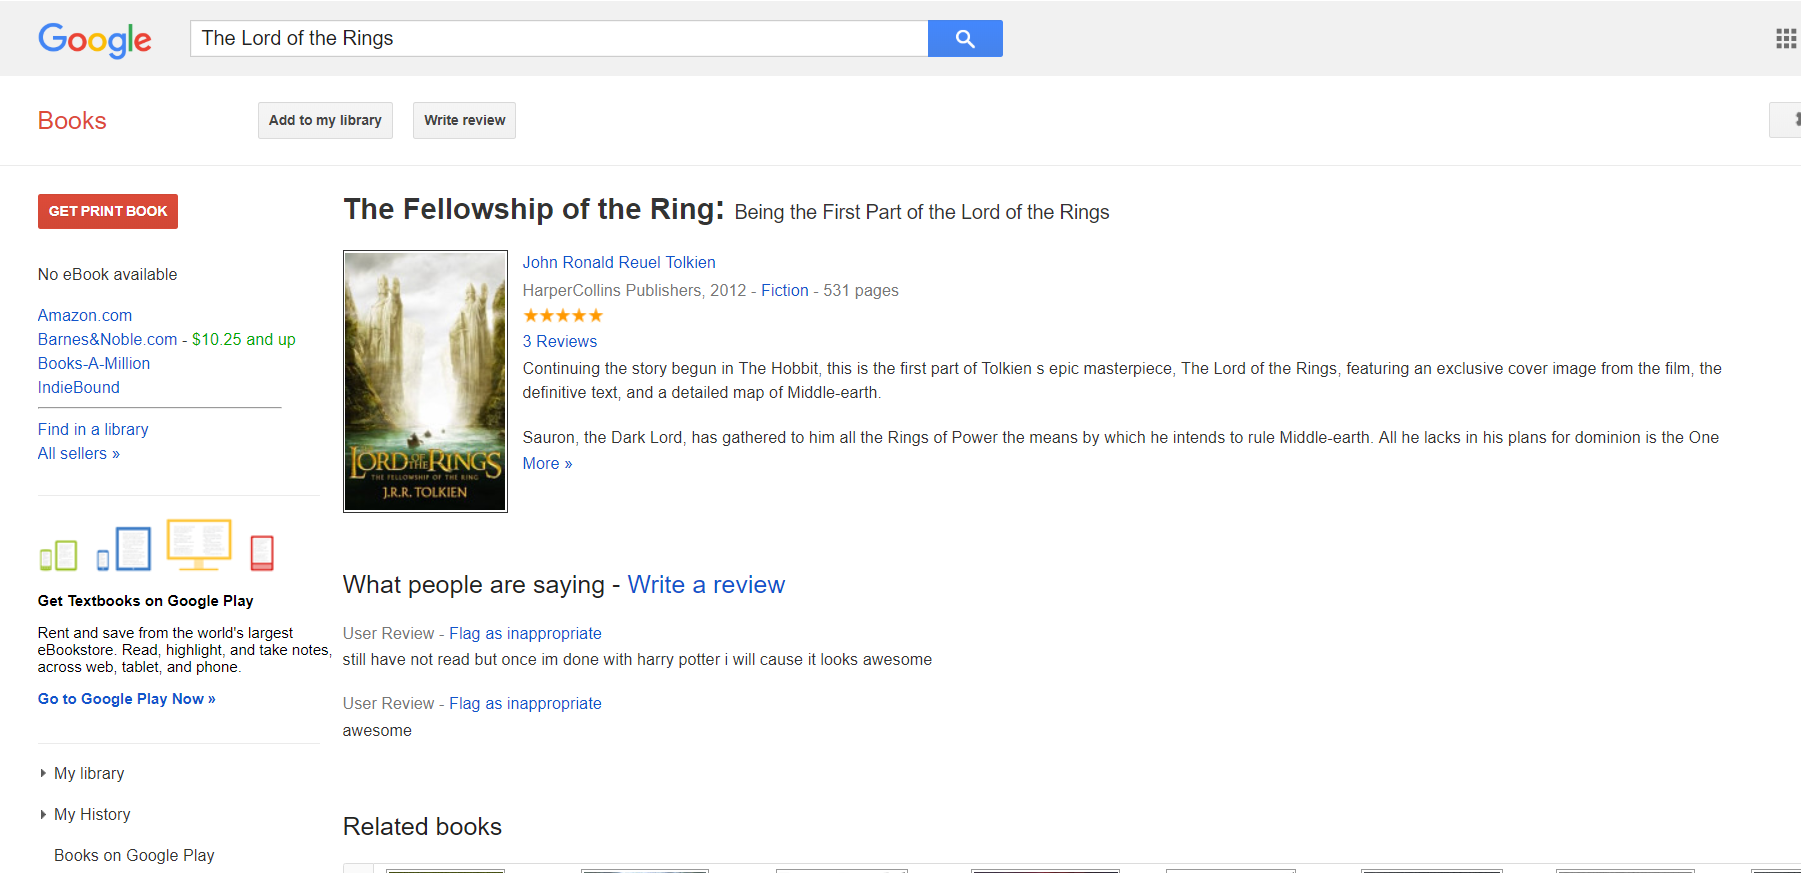 Google
The Lord of the Rings
Books
Add to my library
Write review
GET PRINT BOOK
No eBook available
Amazon.com
Barnes&Noble.com - $10.25 and up
Books-A-Million
IndieBound
Find in a library
All sellers »
Get Textbooks on Google Play
Rent and save from the world's largest
eBookstore. Read, highlight, and take notes,
across web, tablet, and phone.
Go to Google Play Now »
My library
My History
Books on Google Play
The Fellowship of the Ring: Being the First Part of the Lord of the Rings
LORD OF THE RINGS
THE FELLOWSHIP OF THE RING
J.R.R. TOLKIEN
John Ronald Reuel Tolkien
HarperCollins Publishers, 2012 - Fiction - 531 pages
3 Reviews
Continuing the story begun in The Hobbit, this is the first part of Tolkien s epic masterpiece, The Lord of the Rings, featuring an exclusive cover image from the film, the
definitive text, and a detailed map of Middle-earth.
Sauron, the Dark Lord, has gathered to him all the Rings of Power the means by which he intends to rule Middle-earth. All he lacks in his plans for dominion is the One
More »
What people are saying - Write a review
User Review - Flag as inappropriate
still have not read but once im done with harry potter i will cause it looks awesome
User Review - Flag as inappropriate
awesome
Related books